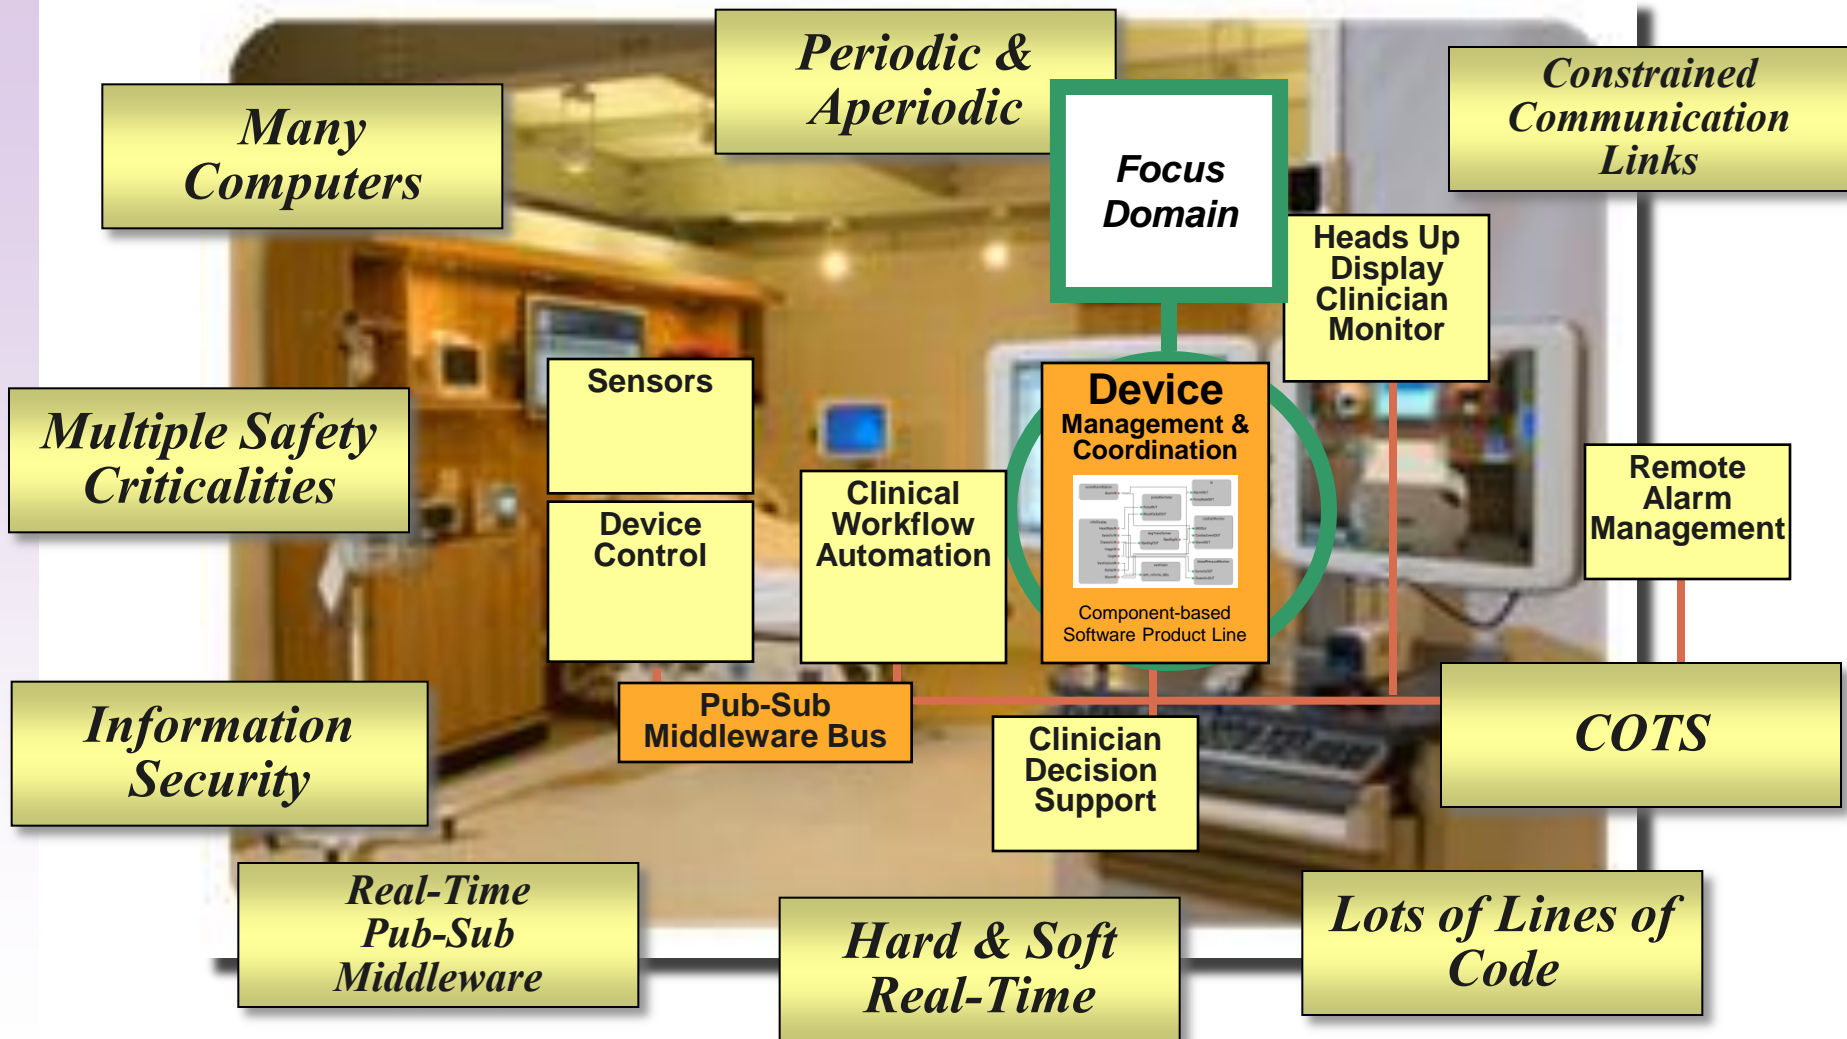 Periodic &
Aperiodic
Constrained
Communication
Links
Many
Computers
Focus
Domain
Heads Up
Display
Clinician
Monitor
Sensors
Device
Management &
Coordination
Multiple Safety
Criticalities
Device
Control
Clinical
Workflow
Automation
Remote
Alarm
Management
Component-based
Software Product Line
Information
Security
Pub-Sub
Middleware Bus
Clinician
Decision
Support
COTS
Real-Time
Pub-Sub
Middleware
Hard & Soft
Real-Time
Lots of Lines of
Code